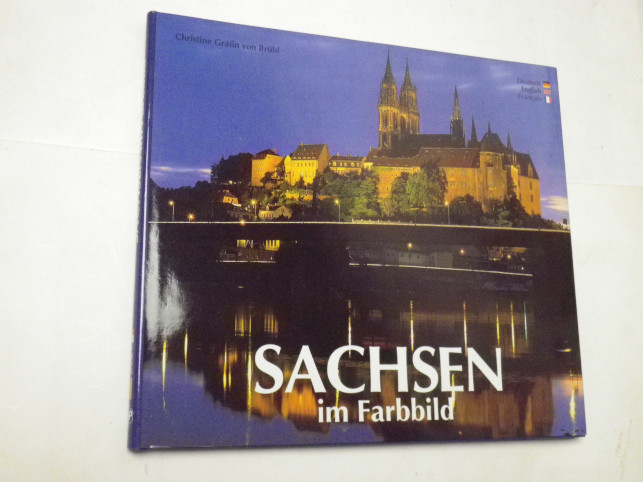 Christine Gräfin von Brühl
Deutsch
English
Français
SACHSEN
im Farbbild